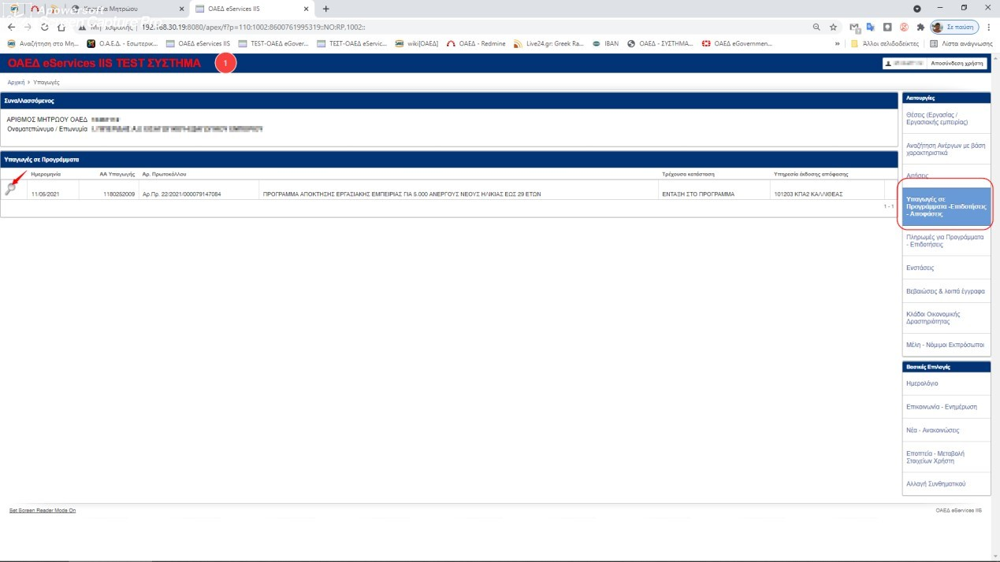 Apowersoft
Screen Capture Pro
Μητρώου
ΟΑΕΔ eServices IIS
192.168.30.19:8080/apex/f?p=110:1002:8600761995319::NO:RP,1002::
Σε παύση
Αναζήτηση στο Μη...
Ο.Α.Ε.Δ. - Εσωτερικ...
ΟΑΕΔ eServices IIS
TEST-ΟΑΕΔ eGover...
TEST-ΟΑΕΔ eServic...
wiki[ΟΑΕΔ]
ΟΑΕΔ - Redmine
Live24.gr: Greek Ra...
IBAN
ΟΑΕΔ - ΣΥΣΤΗΜΑ...
ΟΑΕΔ eGovernmen...
»
Άλλοι σελιδοδείκτες
Λίστα ανάγνωσης
ΟΑΕΔ eServices IIS TEST ΣΥΣΤΗΜΑ
1
Αποσύνδεση χρήστη
Αρχική > Υπαγωγές
Συναλλασσόμενος
ΑΡΙΘΜΟΣ ΜΗΤΡΩΟΥ ΟΑΕΔ
Ονοματεπώνυμο / Επωνυμία
Υπαγωγές σε Προγράμματα
Ημερομηνία ΑΑ Υπαγωγής Αρ. Πρωτοκόλλου Τρέχουσα κατάσταση Υπηρεσία έκδοσης απόφασης
11/05/2021 1180252009 Αρ.Πρ. 22/2021/000079147084 ΠΡΟΓΡΑΜΜΑ ΑΠΟΚΤΗΣΗΣ ΕΡΓΑΣΙΑΚΗΣ ΕΜΠΕΙΡΙΑΣ ΓΙΑ 5.000 ΑΝΕΡΓΟΥΣ ΝΕΟΥΣ ΗΛΙΚΙΑΣ ΕΩΣ 29 ΕΤΩΝ ΕΝΤΑΞΗ ΣΤΟ ΠΡΟΓΡΑΜΜΑ 101203 ΚΠΑ2 ΚΑΛΛΙΘΕΑΣ
1 - 1
Λειτουργίες
Θέσεις (Εργασίας /
Εργασιακής εμπειρίας)
Αναζήτηση Ανέργων με βάση
χαρακτηριστικά
Αιτήσεις
Υπαγωγές σε
Προγράμματα -Επιδοτήσεις
- Αποφάσεις
Πληρωμές για Προγράμματα
- Επιδοτήσεις
Ενστάσεις
Βεβαιώσεις & λοιπά έγγραφα
Κλάδοι Οικονομικής
Δραστηριότητας
Μέλη - Νόμιμοι Εκπρόσωποι
Βασικές Επιλογές
Ημερολόγιο
Επικοινωνία - Ενημέρωση
Νέα - Ανακοινώσεις
Εποπτεία - Μεταβολή
Στοιχείων Χρήστη
Αλλαγή Συνθηματικού
Set Screen Reader Mode On
ΟΑΕΔ eServices IIS